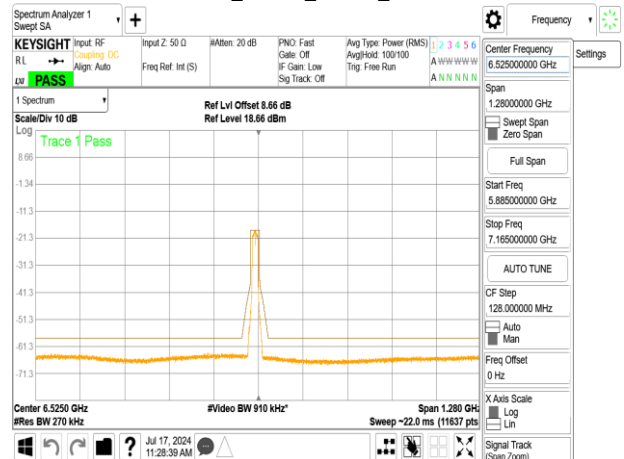 Spectrum Analyzer 1
Swept SA
+
Frequency
KEYSIGHT
RL
LXI PASS
Input: RF
Coupling: DC
Align: Auto
Input Z: 50 Ω
Freq Ref: Int (S)
#Atten: 20 dB
PNO: Fast
Gate: Off
IF Gain: Low
Sig Track: Off
Avg Type: Power (RMS)
Avg|Hold: 100/100
Trig: Free Run
1 2 3 4 5 6
A W W W W W
A N N N N N
Settings
1 Spectrum
Scale/Div 10 dB
Ref Lvl Offset 8.66 dB
Ref Level 18.66 dBm
Log
Trace 1 Pass
8.66
-1.34
-11.3
-21.3
-31.3
-41.3
-51.3
-61.3
-71.3
Center 6.5250 GHz
#Res BW 270 kHz
#Video BW 910 kHz*
Span 1.280 GHz
Sweep ~22.0 ms (11637 pts
Jul 17, 2024
11:28:39 AM
?
Center Frequency
6.525000000 GHz
Span
1.28000000 GHz
Swept Span
Zero Span
Full Span
Start Freq
5.885000000 GHz
Stop Freq
7.165000000 GHz
AUTO TUNE
CF Step
128.000000 MHz
Auto
Man
Freq Offset
0 Hz
X Axis Scale
Log
Lin
Signal Track
(Span Zoom)